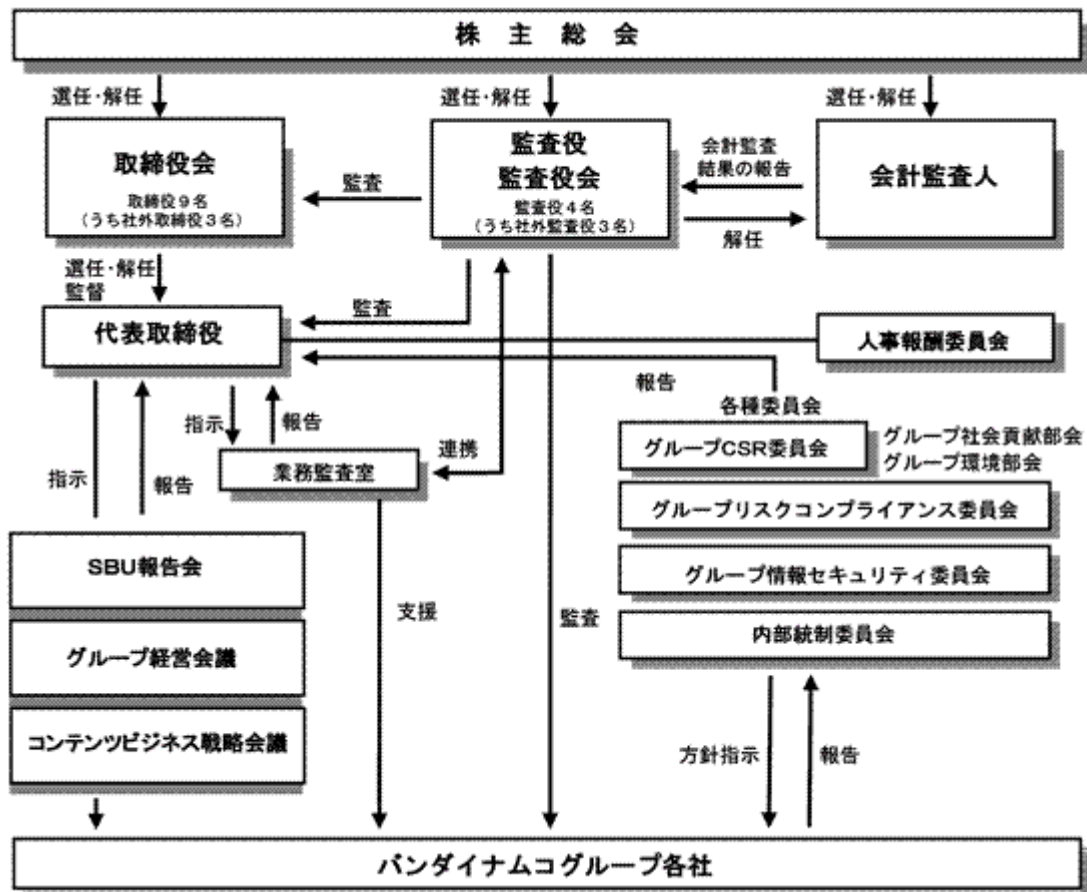 株主総会
選任・解任
選任・解任
選任・解任
取締役会
取締役9名
(うち社外取締役3名)
監査
監査役
監査役会
監査役4名
(うち社外監査役3名)
会計監査
結果の報告
解任
会計監査人
選任・解任
監督
監査
代表取締役
人事報酬委員会
報告
各種委員会
指示
報告
連携
グループCSR委員会
グループ社会貢献部会
グループ環境部会
業務監査室
指示
報告
グループリスクコンプライアンス委員会
SBU報告会
グループ情報セキュリティ委員会
支援
監査
内部統制委員会
グループ経営会議
コンテンツビジネス戦略会議
方針指示
報告
バンダイナムコグループ各社